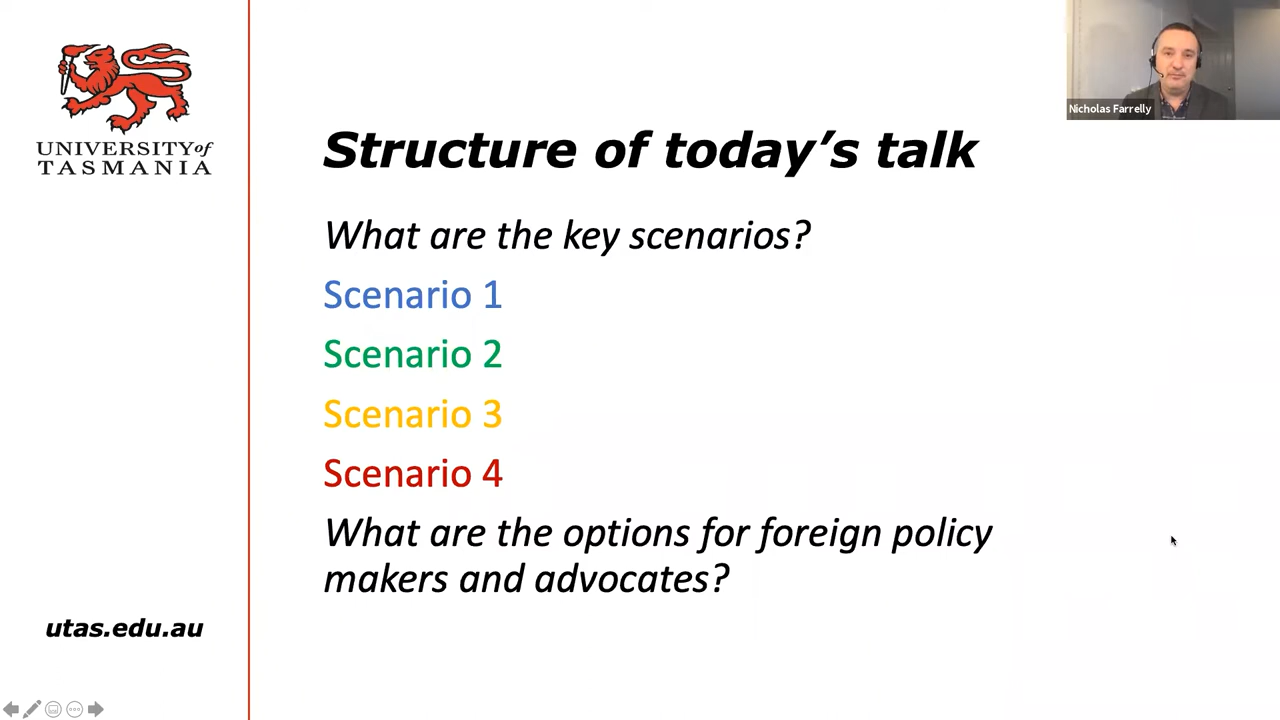 UNIVERSITY of
TASMANIA
Nicholas Farrelly
Structure of today’s talk
What are the key scenarios?
Scenario 1
Scenario 2
Scenario 3
Scenario 4
What are the options for foreign policy
makers and advocates?
utas.edu.au